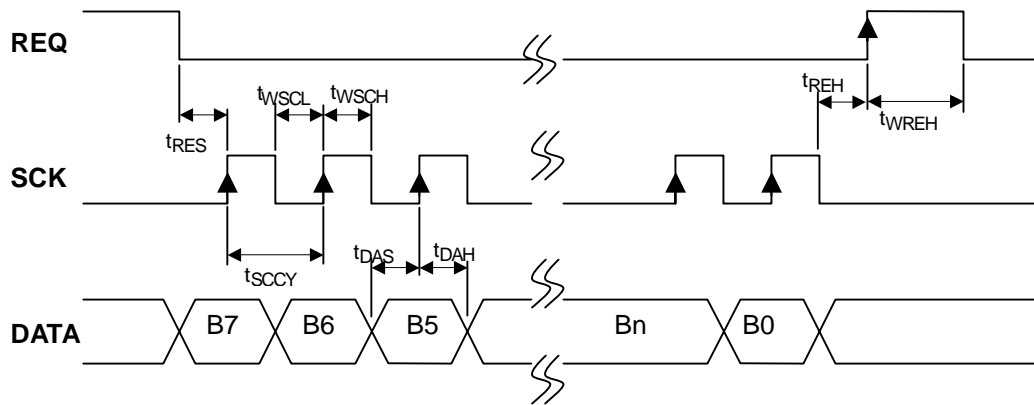 REQ
tREH
tWSCL tWSCH
tWREH
tRES
SCK
tDAS tDAH
tSCCY
B7 B6 B5 Bn B0
DATA